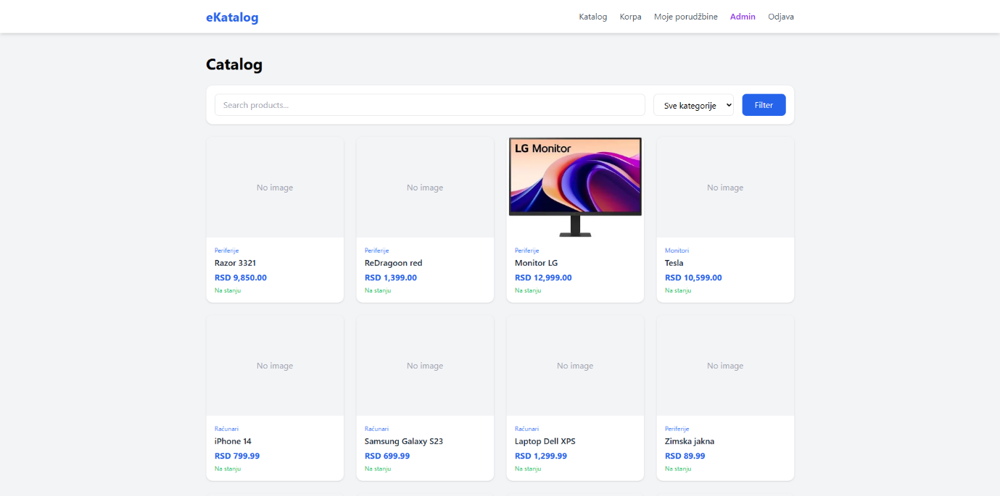 eKatalog
Katalog Korpa Moje porudžbine Admin Odjava
Catalog
Search products...
Sve kategorije
Filter
No image
Periferije
Razor 3321
RSD 9,850.00
Na stanju
No image
Periferije
ReDragoon red
RSD 1,399.00
Na stanju
LG Monitor
Periferije
Monitor LG
RSD 12,999.00
Na stanju
No image
Monitori
Tesla
RSD 10,599.00
Na stanju
No image
Računari
iPhone 14
RSD 799.99
Na stanju
No image
Računari
Samsung Galaxy S23
RSD 699.99
Na stanju
No image
Računari
Laptop Dell XPS
RSD 1,299.99
Na stanju
No image
Periferije
Zimska jakna
RSD 89.99
Na stanju